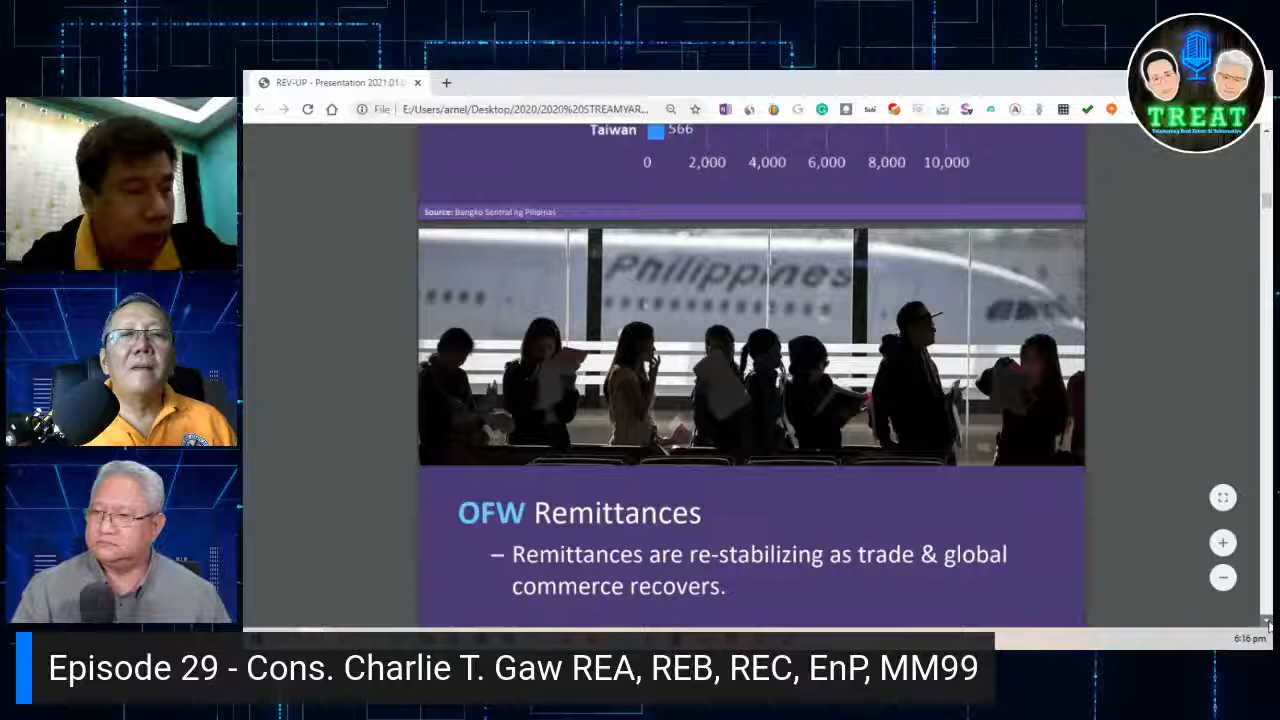 REV-UP - Presentation 2021.01.0
File
E:/Users/arnel/Desktop/2020/2020%20STREAMYAR...
TREAT
Taiwan 566
0 2,000 4,000 6,000 8,000 10,000
Source: Bangko Sentral ng Pilipinas
Philippines
OFW Remittances
– Remittances are re-stabilizing as trade & global
commerce recovers.
6:16 pm
Episode 29 - Cons. Charlie T. Gaw REA, REB, REC, EnP, MM99